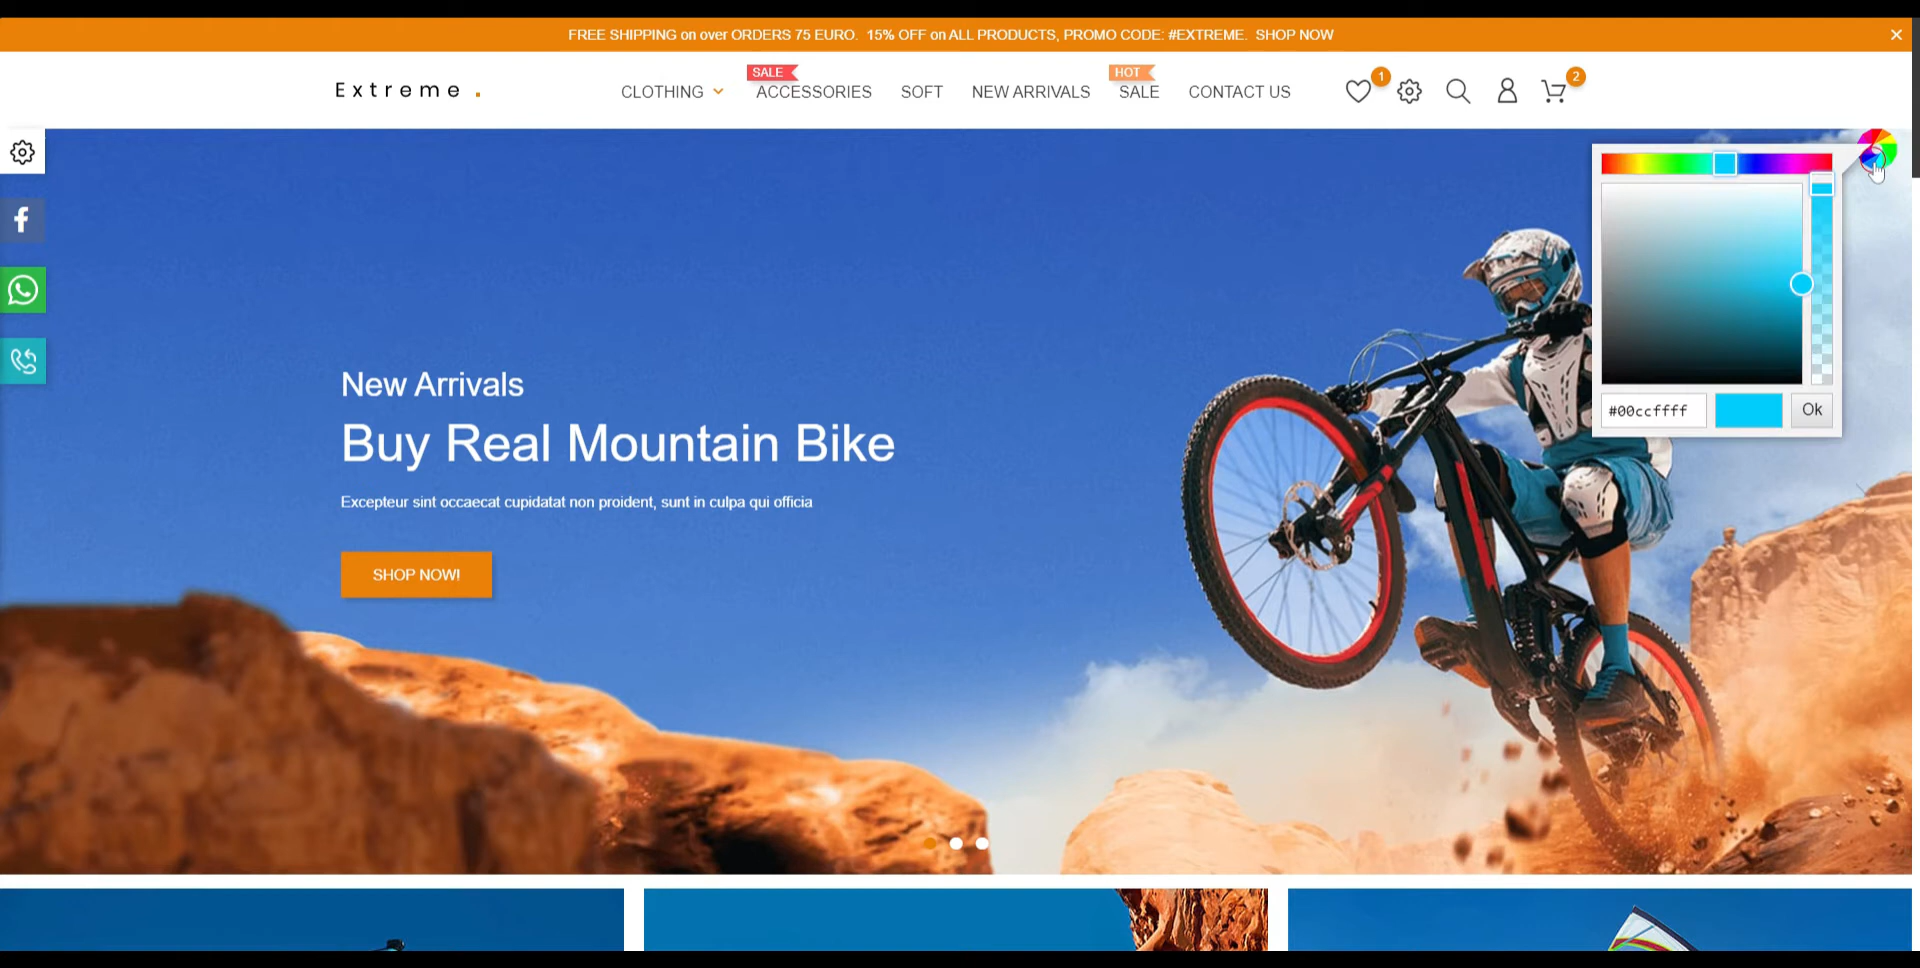 FREE SHIPPING on over ORDERS 75 EURO.  15% OFF on ALL PRODUCTS, PROMO CODE: #EXTREME.  SHOP NOW
Extreme .
CLOTHING
SALE
ACCESSORIES
SOFT
NEW ARRIVALS
HOT
SALE
CONTACT US
1
2
#00ccffff
Ok
New Arrivals
Buy Real Mountain Bike
Excepteur sint occaecat cupidatat non proident, sunt in culpa qui officia
SHOP NOW!